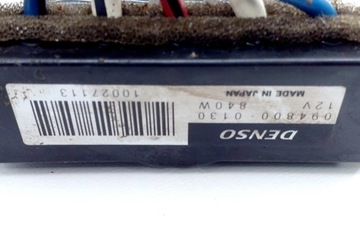 DENSO
094800-0130
12V 840W
MADE IN JAPAN
10027113